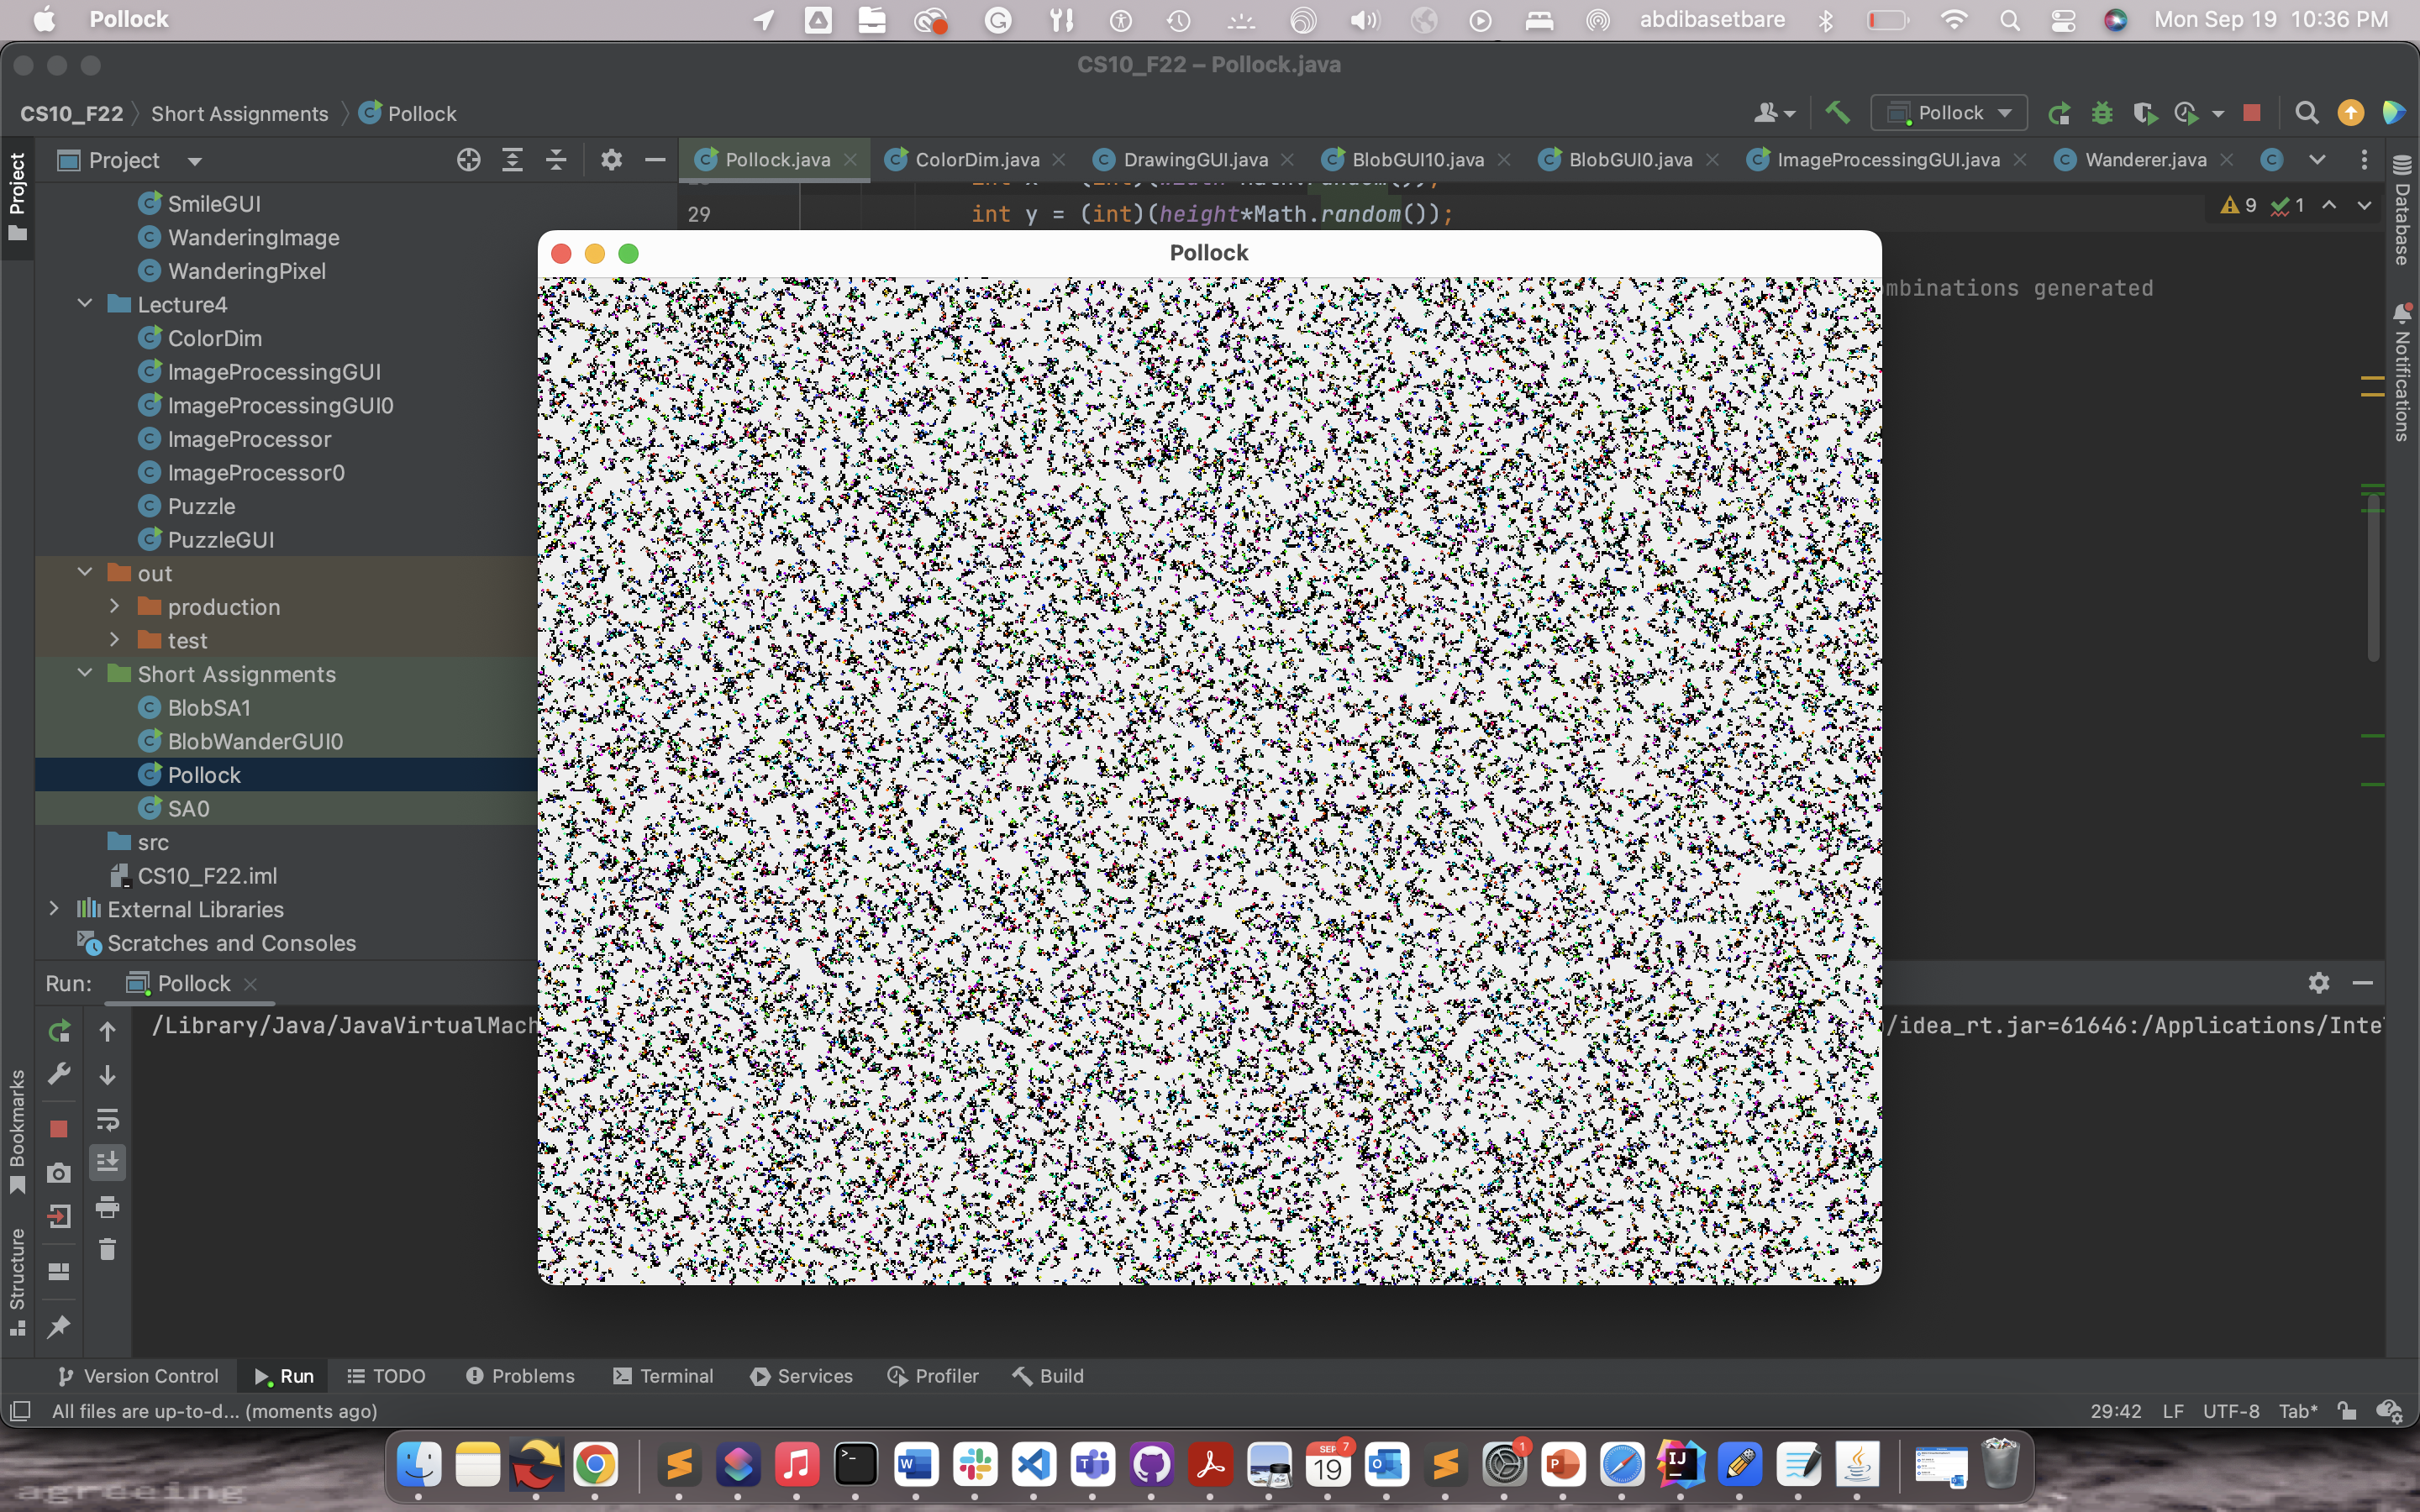 Pollock
abdibasetbare
Mon Sep 19 10:36 PM
CS10_F22 – Pollock.java
CS10_F22
Short Assignments
Pollock
Pollock
Project
Pollock.java
ColorDim.java
DrawingGUI.java
BlobGUI10.java
BlobGUI0.java
ImageProcessingGUI.java
Wanderer.java
Project
SmileGUI
WanderingImage
WanderingPixel
Lecture4
ColorDim
ImageProcessingGUI
ImageProcessingGUI0
ImageProcessor
ImageProcessor0
Puzzle
PuzzleGUI
out
production
test
Short Assignments
BlobSA1
BlobWanderGUI0
Pollock
SA0
src
CS10_F22.iml
External Libraries
Scratches and Consoles
29
int y = (int)(height*Math.random());
9 1
Database
Notifications
Pollock
mbinations generated
Run:
Pollock
/Library/Java/JavaVirtualMach
/idea_rt.jar=61646:/Applications/Inte
Bookmarks
Structure
Version Control
Run
TODO
Problems
Terminal
Services
Profiler
Build
All files are up-to-d... (moments ago)
29:42 LF UTF-8 Tab*
SEP 7
19
1
agreeing